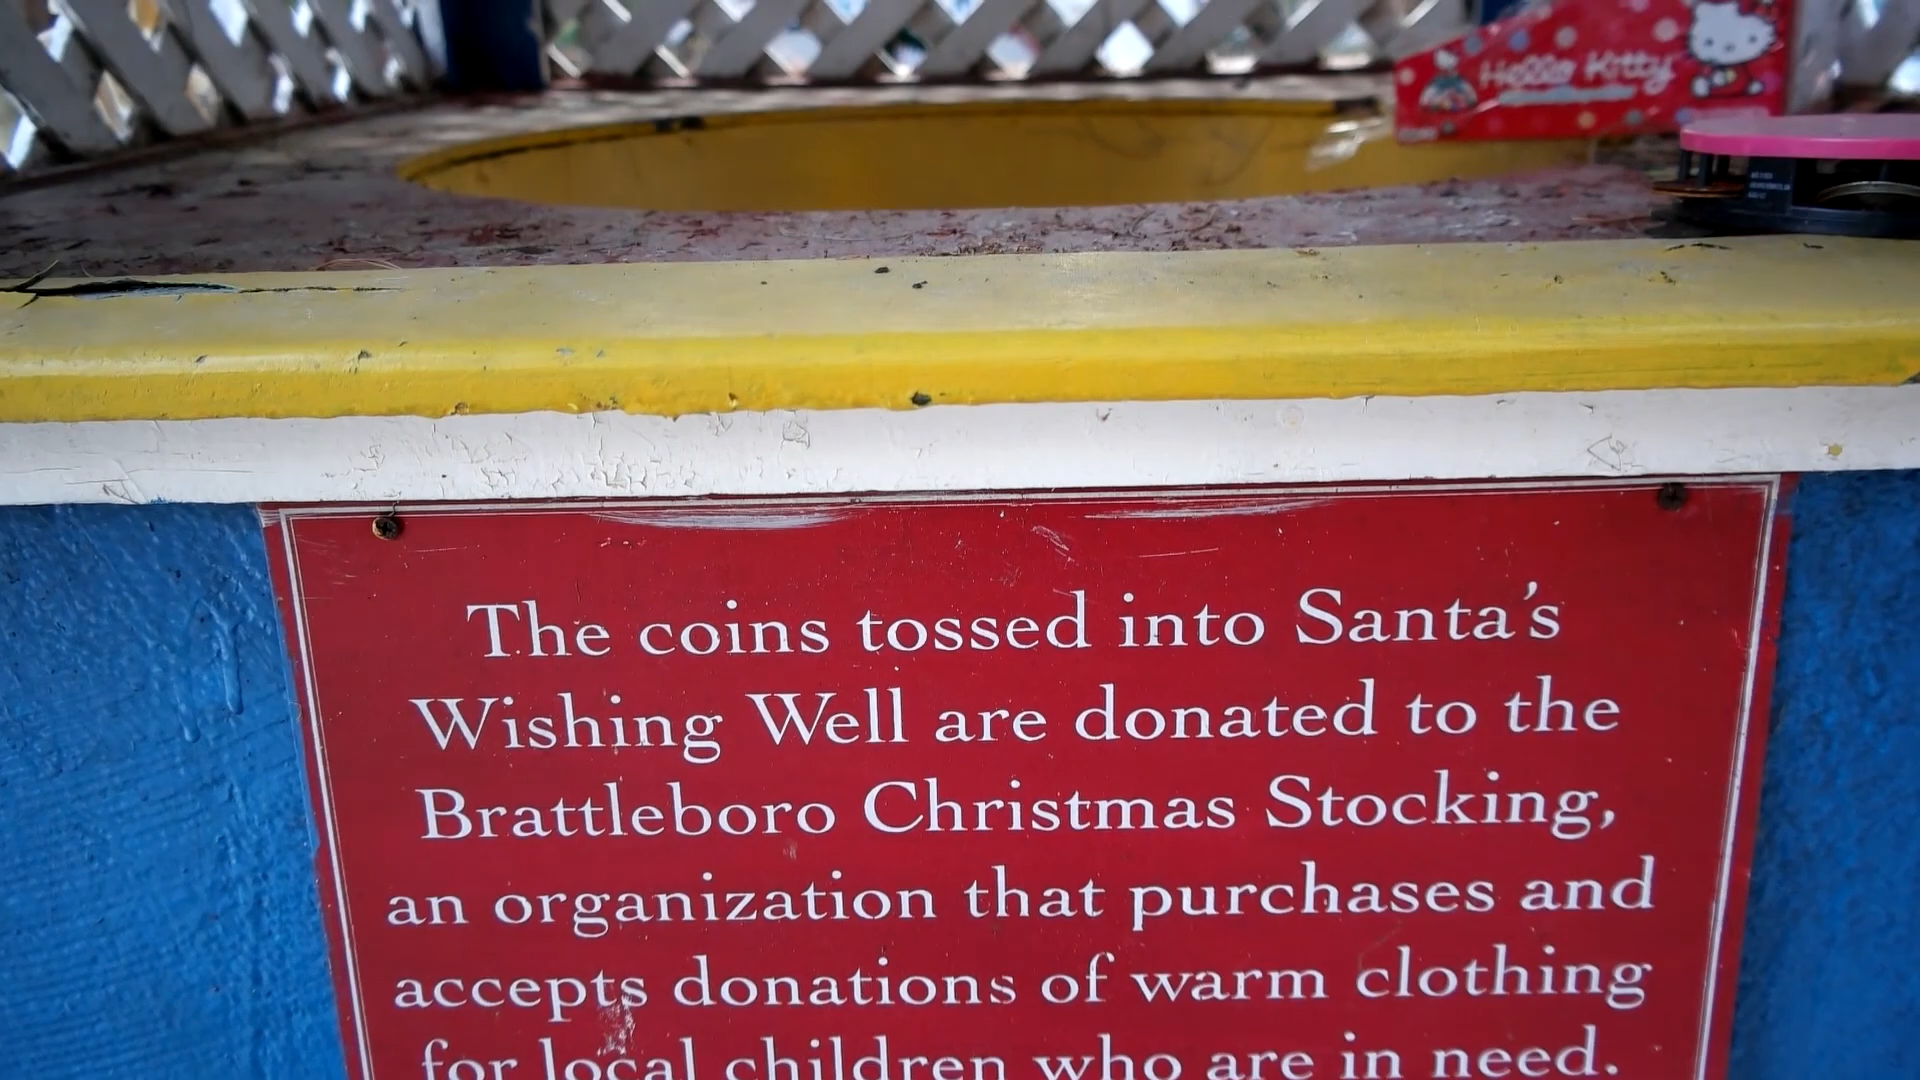 Hello Kitty
The coins tossed into Santa's
Wishing Well are donated to the
Brattleboro Christmas Stocking,
an organization that purchases and
accepts donations of warm clothing
for local children who are in need.